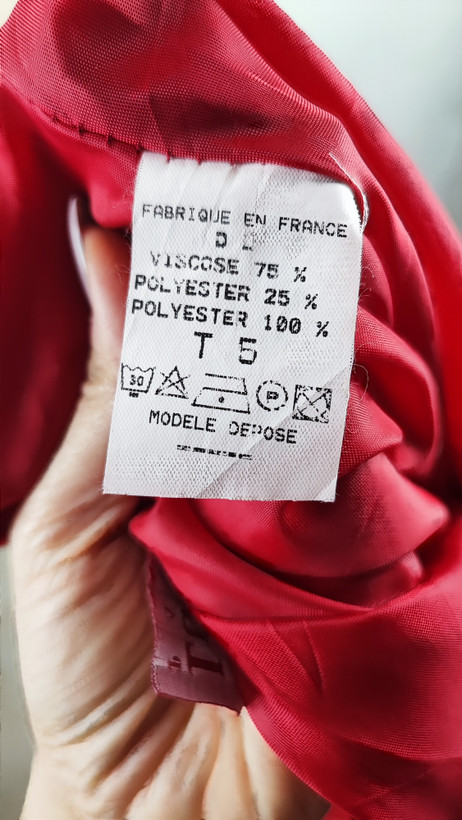 FABRIQUE EN FRANCE
VISCOSE 75 %
POLYESTER 25 %
POLYESTER 100 %
T 5
30 P
MODELE DEPOSE